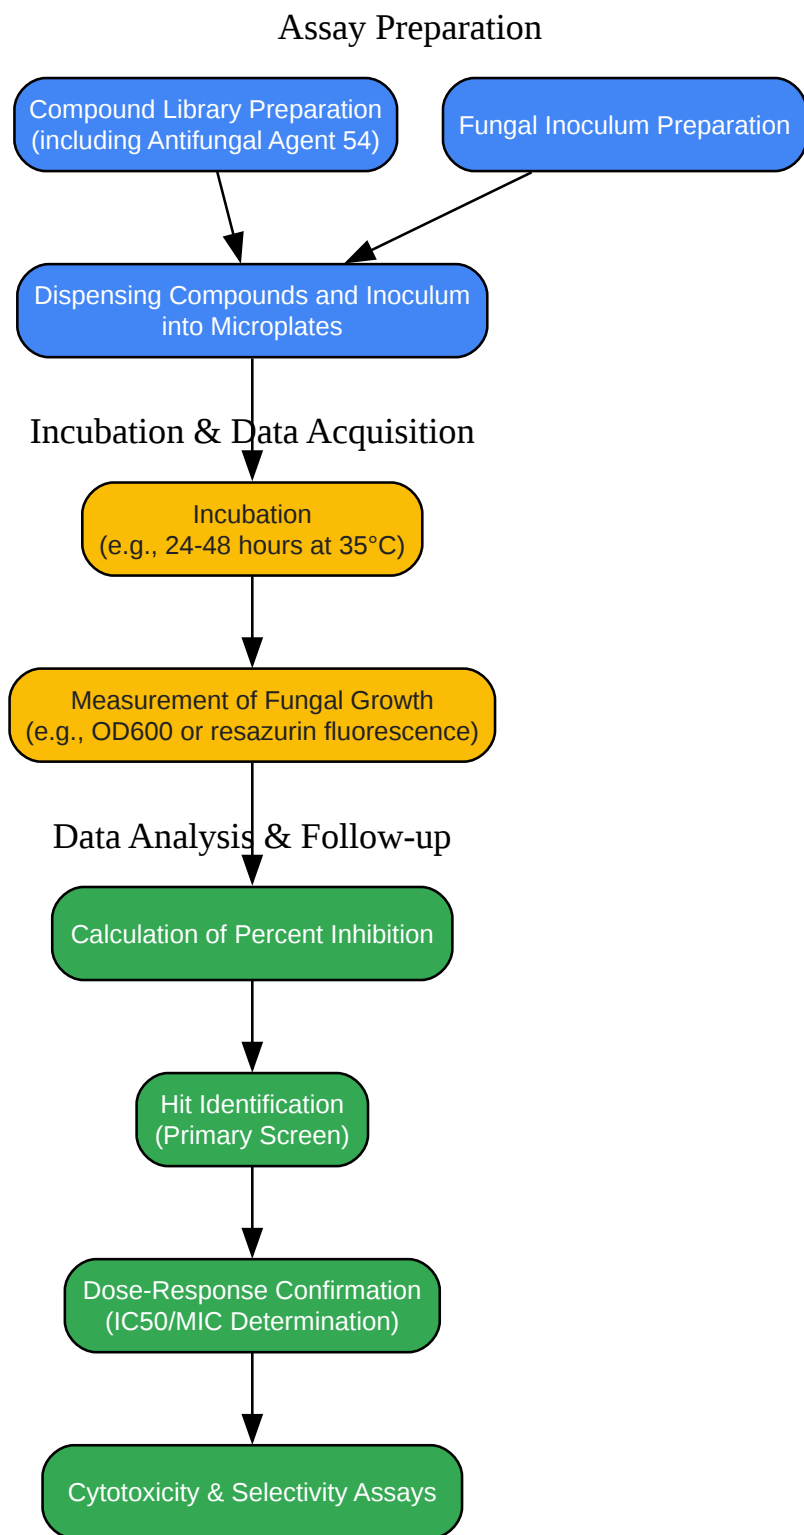 Assay Preparation
Compound Library Preparation
(including Antifungal Agent 54)
Fungal Inoculum Preparation
Dispensing Compounds and Inoculum
into Microplates
Incubation & Data Acquisition
Incubation
(e.g., 24-48 hours at 35°C)
Measurement of Fungal Growth
(e.g., OD600 or resazurin fluorescence)
Data Analysis & Follow-up
Calculation of Percent Inhibition
Hit Identification
(Primary Screen)
Dose-Response Confirmation
(IC50/MIC Determination)
Cytotoxicity & Selectivity Assays